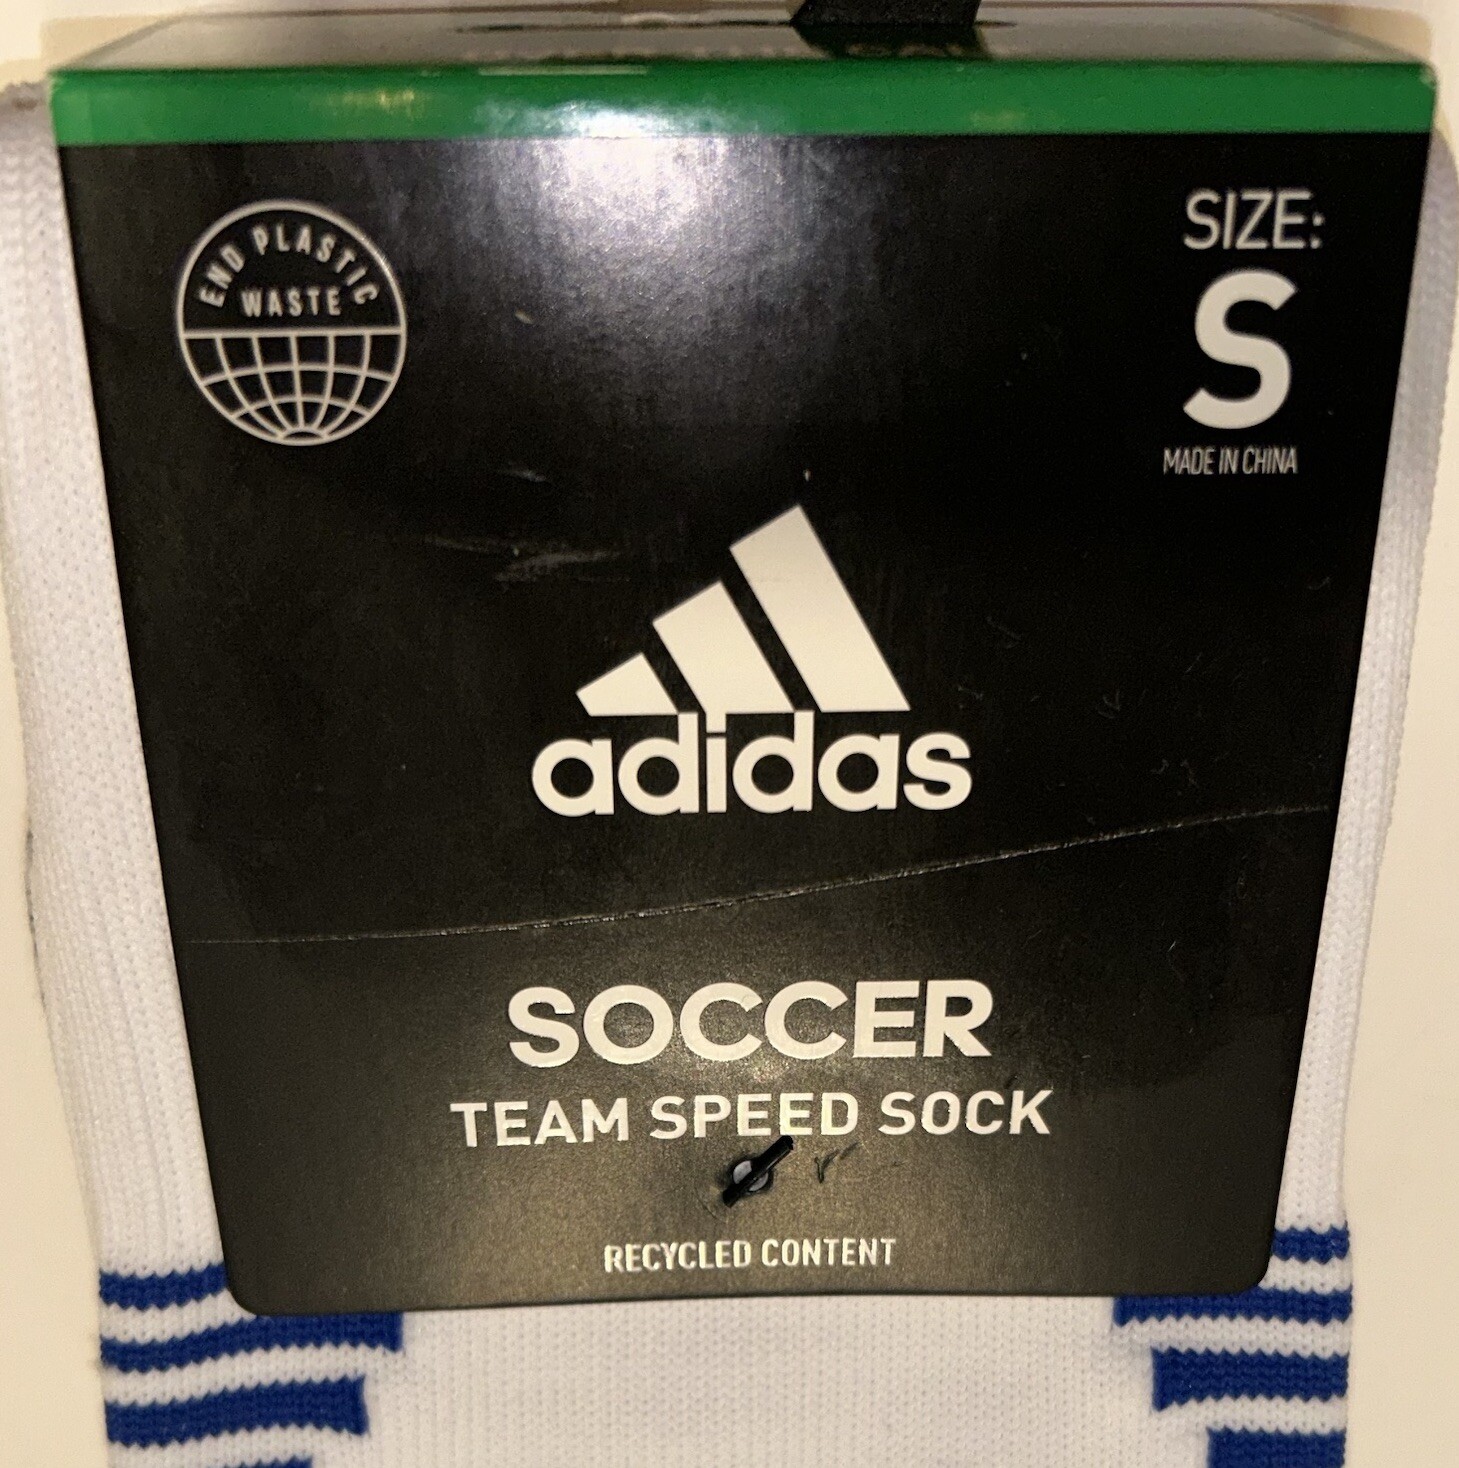 END PLASTIC
WASTE
SIZE:
S
MADE IN CHINA
adidas
SOCCER
TEAM SPEED SOCK
RECYCLED CONTENT